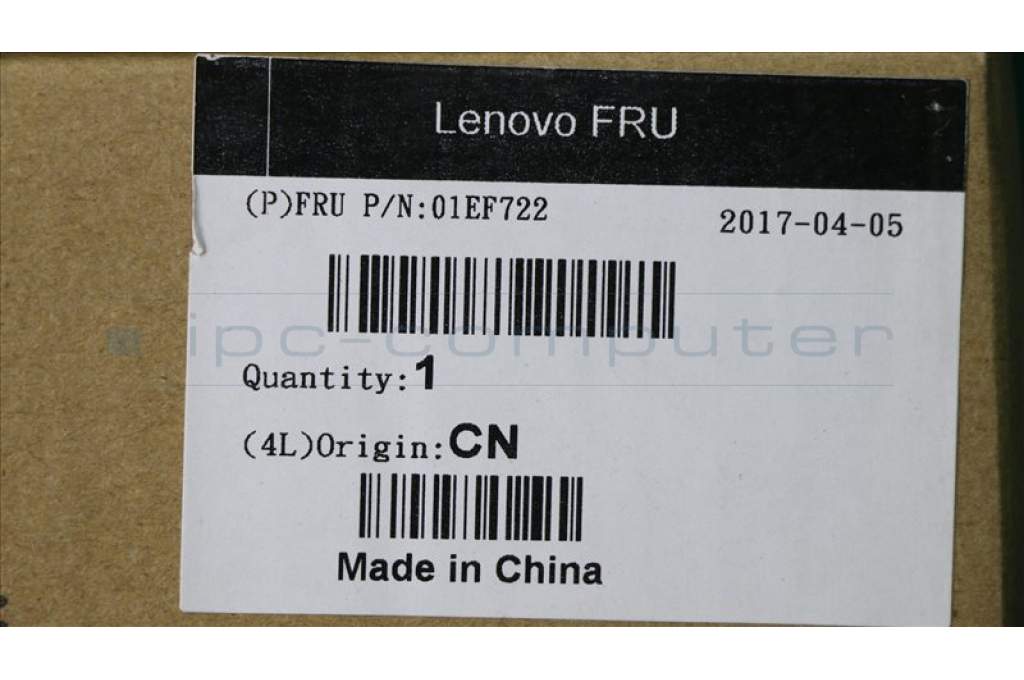 Lenovo FRU
(P)FRU P/N:01EF722
2017-04-05
ipc-computer
Quantity:1
(4L)Origin:CN
Made in China